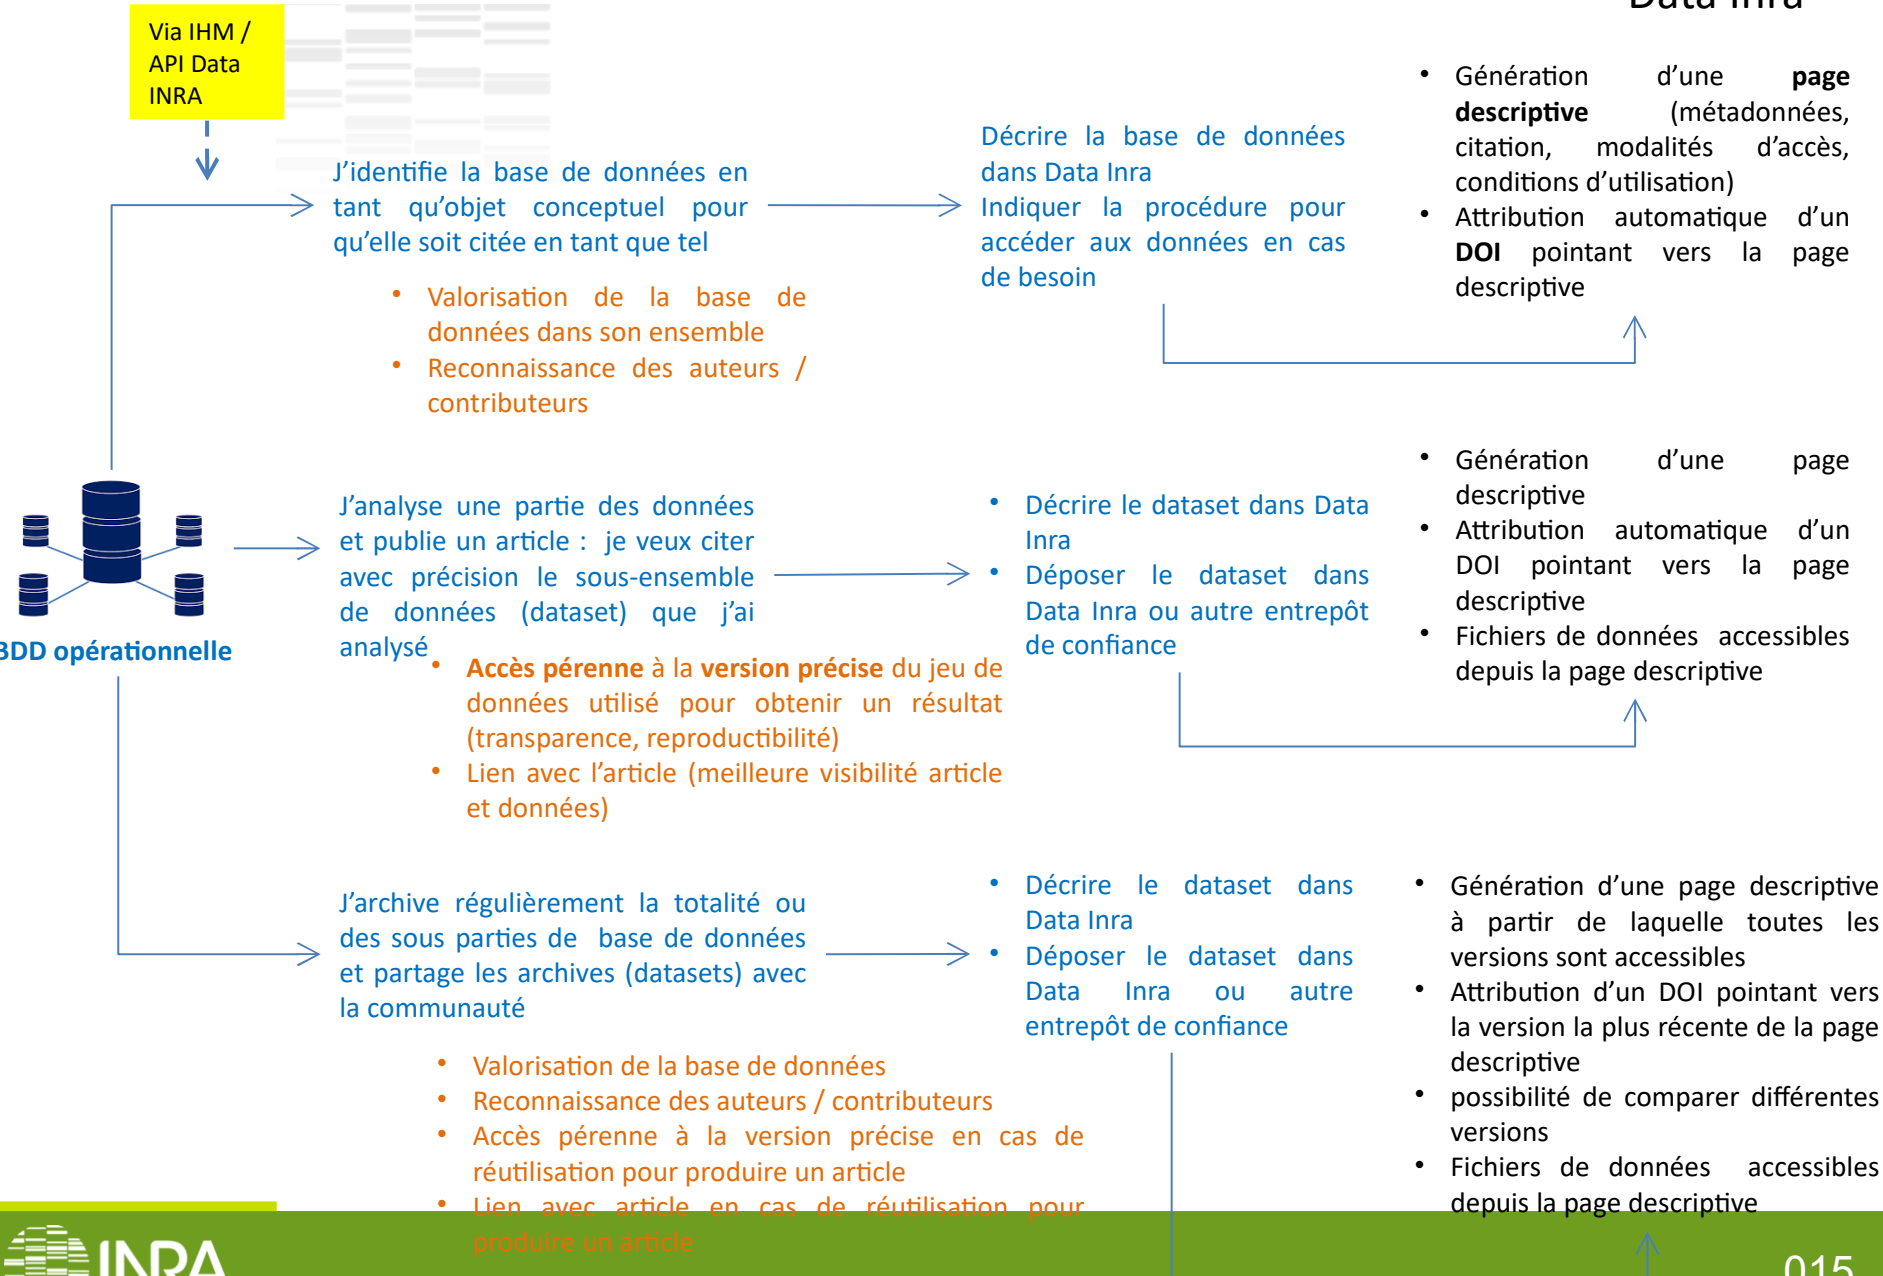 Data Inra
Via IHM /
API Data
INRA
J’identifie la base de données en
tant qu’objet conceptuel pour
qu’elle soit citée en tant que tel
• Valorisation de la base de
données dans son ensemble
• Reconnaissance des auteurs /
contributeurs
Décrire la base de données
dans Data Inra
Indiquer la procédure pour
accéder aux données en cas
de besoin
• Génération d’une page
descriptive (métadonnées,
citation, modalités d’accès,
conditions d’utilisation)
• Attribution automatique d’un
DOI pointant vers la page
descriptive
BDD opérationnelle
J’analyse une partie des données
et publie un article : je veux citer
avec précision le sous-ensemble
de données (dataset) que j’ai
analysé
• Accès pérenne à la version précise du jeu de
données utilisé pour obtenir un résultat
(transparence, reproductibilité)
• Lien avec l’article (meilleure visibilité article
et données)
• Décrire le dataset dans Data
Inra
• Déposer le dataset dans
Data Inra ou autre entrepôt
de confiance
• Génération d’une page
descriptive
• Attribution automatique d’un
DOI pointant vers la page
descriptive
• Fichiers de données accessibles
depuis la page descriptive
J’archive régulièrement la totalité ou
des sous parties de base de données
et partage les archives (datasets) avec
la communauté
• Valorisation de la base de données
• Reconnaissance des auteurs / contributeurs
• Accès pérenne à la version précise en cas de
réutilisation pour produire un article
• Lien avec article en cas de réutilisation pour
produire un article
• Décrire le dataset dans
Data Inra
• Déposer le dataset dans
Data Inra ou autre
entrepôt de confiance
• Génération d’une page descriptive
à partir de laquelle toutes les
versions sont accessibles
• Attribution d’un DOI pointant vers
la version la plus récente de la page
descriptive
• possibilité de comparer différentes
versions
• Fichiers de données accessibles
depuis la page descriptive
INRA
015